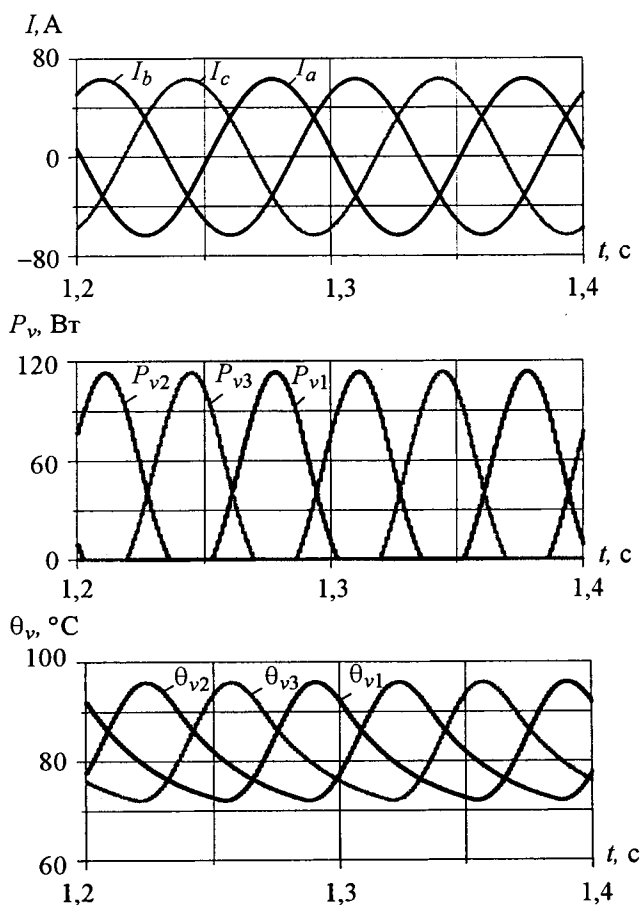 I, А
80
I_b I_c I_a
0
−80
t, с
1,2 1,3 1,4
P_v, Вт
120
P_v2 P_v3 P_v1
60
0
t, с
1,2 1,3 1,4
θ_v, °С
100
θ_v2 θ_v3 θ_v1
80
60
t, с
1,2 1,3 1,4